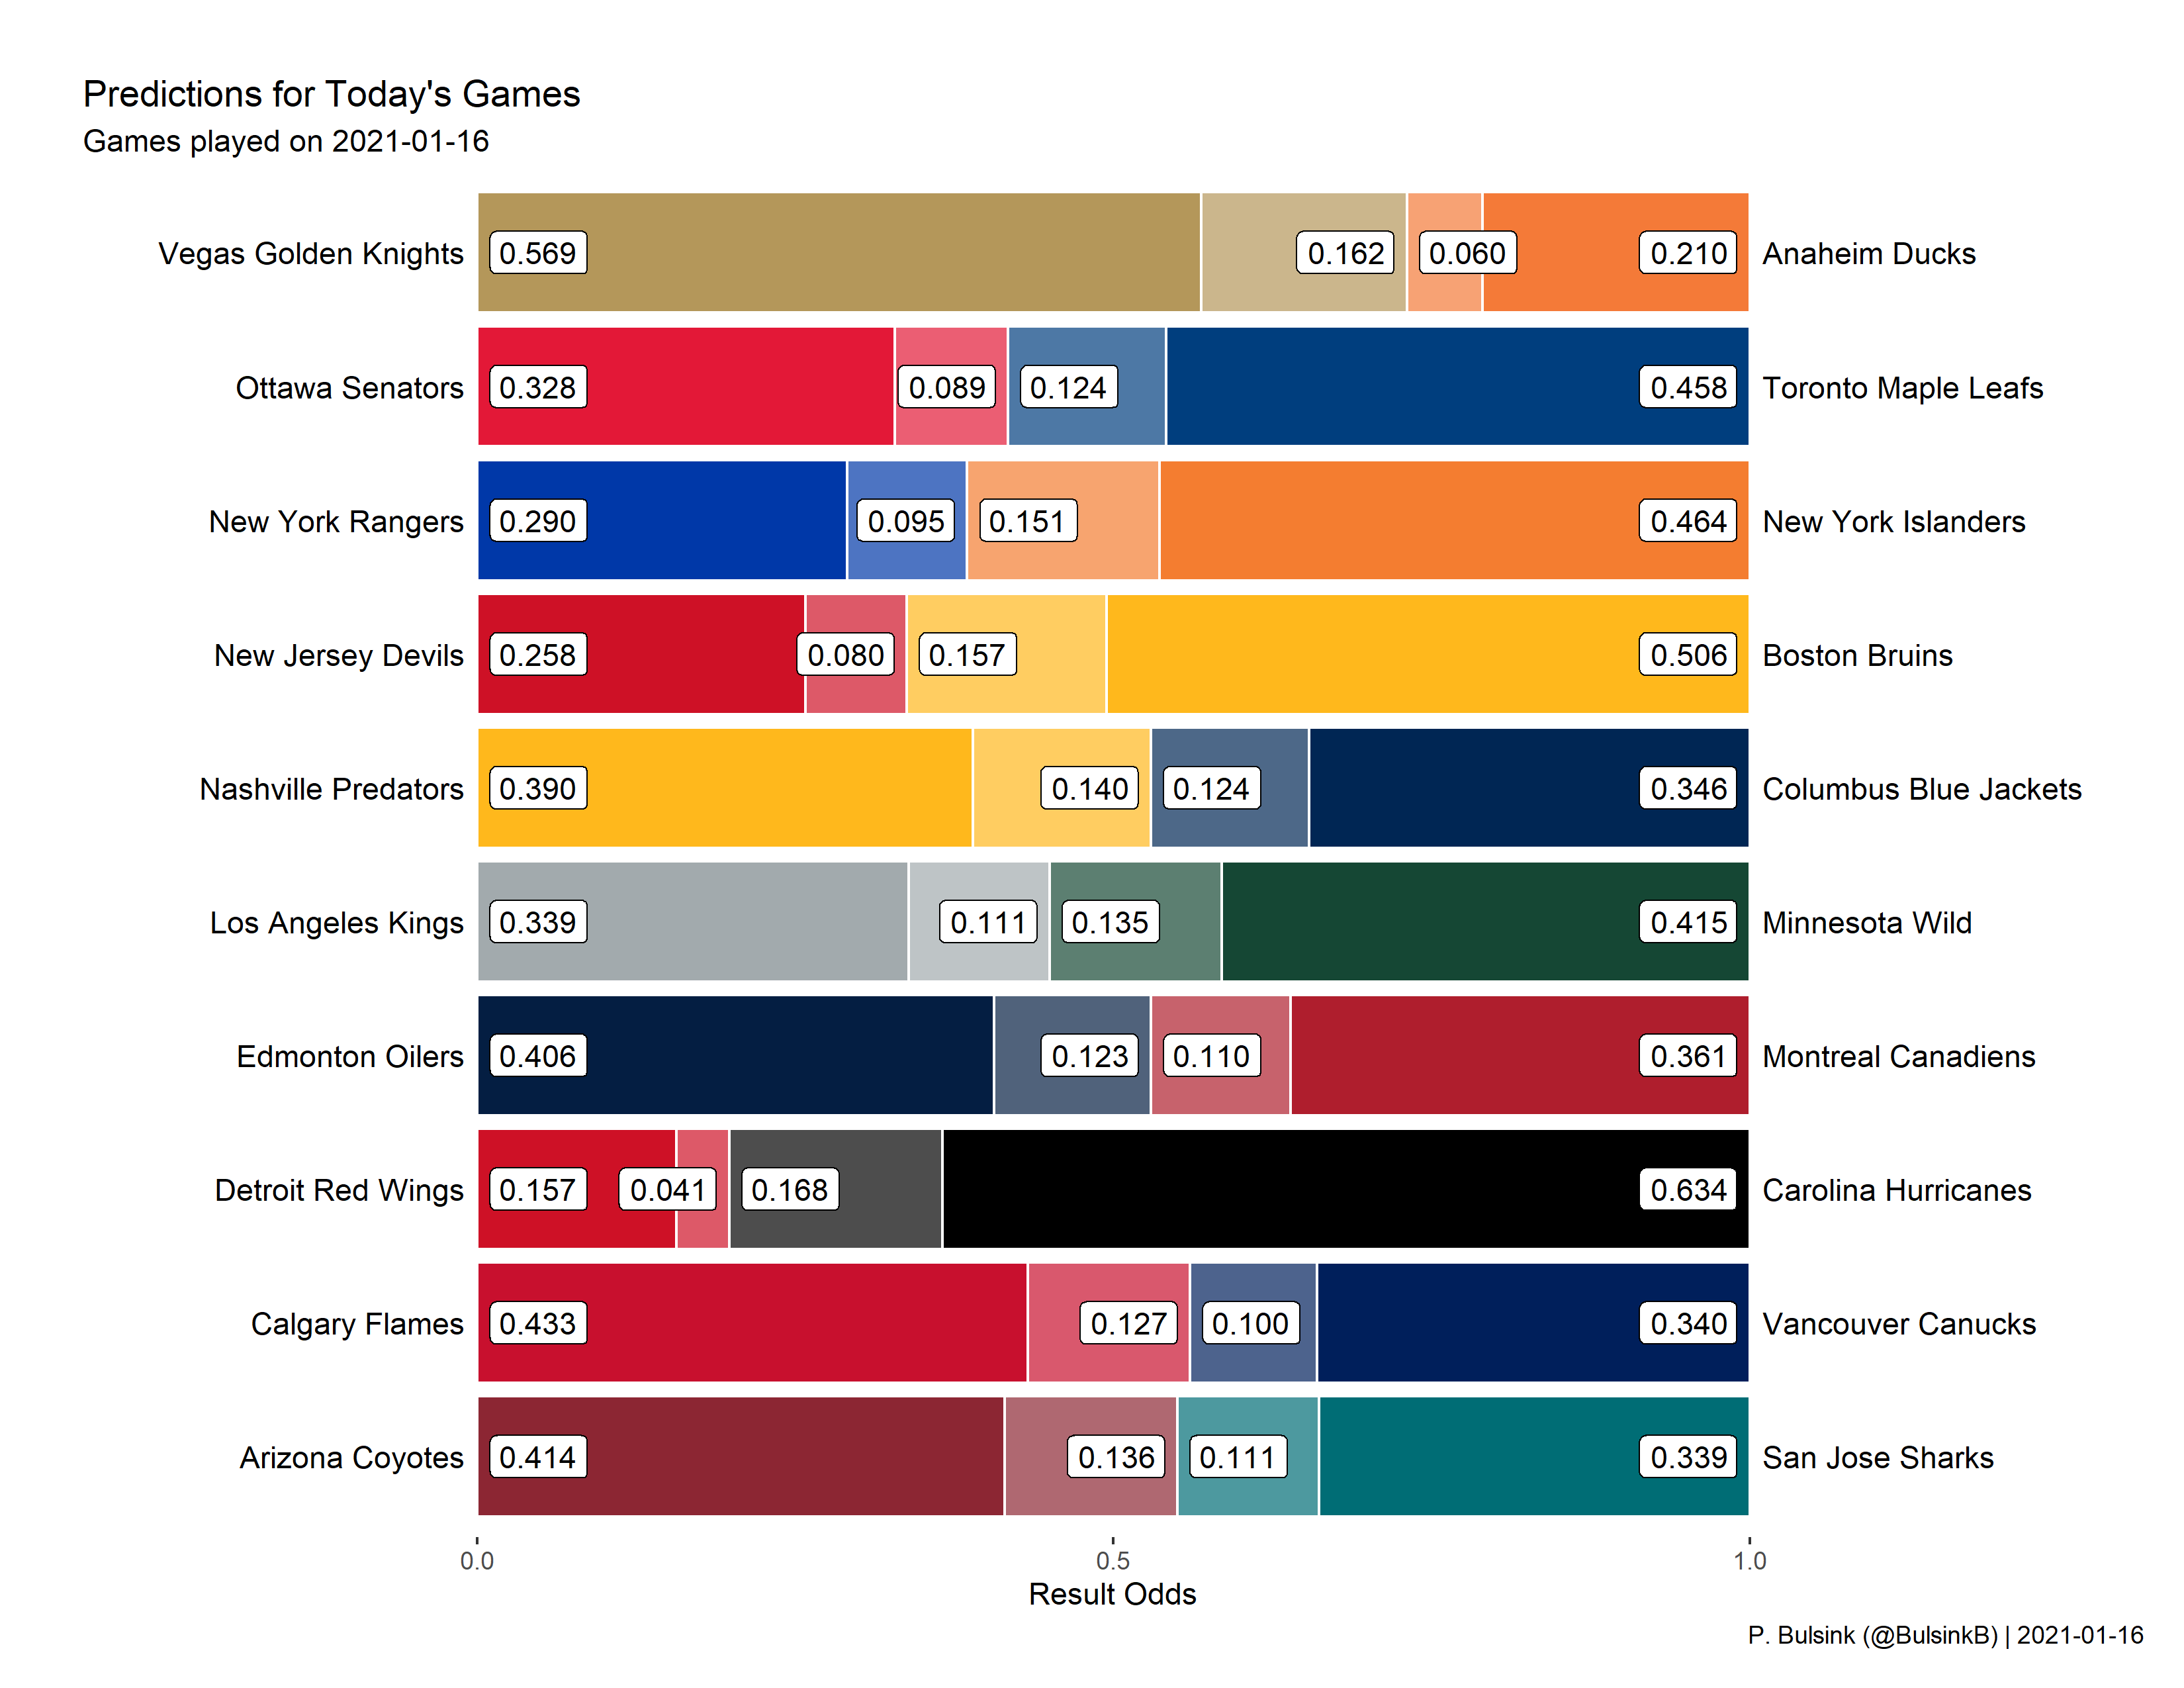 Predictions for Today's Games
Games played on 2021-01-16
Vegas Golden Knights 0.569 0.162 0.060 0.210 Anaheim Ducks
Ottawa Senators 0.328 0.089 0.124 0.458 Toronto Maple Leafs
New York Rangers 0.290 0.095 0.151 0.464 New York Islanders
New Jersey Devils 0.258 0.080 0.157 0.506 Boston Bruins
Nashville Predators 0.390 0.140 0.124 0.346 Columbus Blue Jackets
Los Angeles Kings 0.339 0.111 0.135 0.415 Minnesota Wild
Edmonton Oilers 0.406 0.123 0.110 0.361 Montreal Canadiens
Detroit Red Wings 0.157 0.041 0.168 0.634 Carolina Hurricanes
Calgary Flames 0.433 0.127 0.100 0.340 Vancouver Canucks
Arizona Coyotes 0.414 0.136 0.111 0.339 San Jose Sharks
0.0 0.5 1.0
Result Odds
P. Bulsink (@BulsinkB) | 2021-01-16